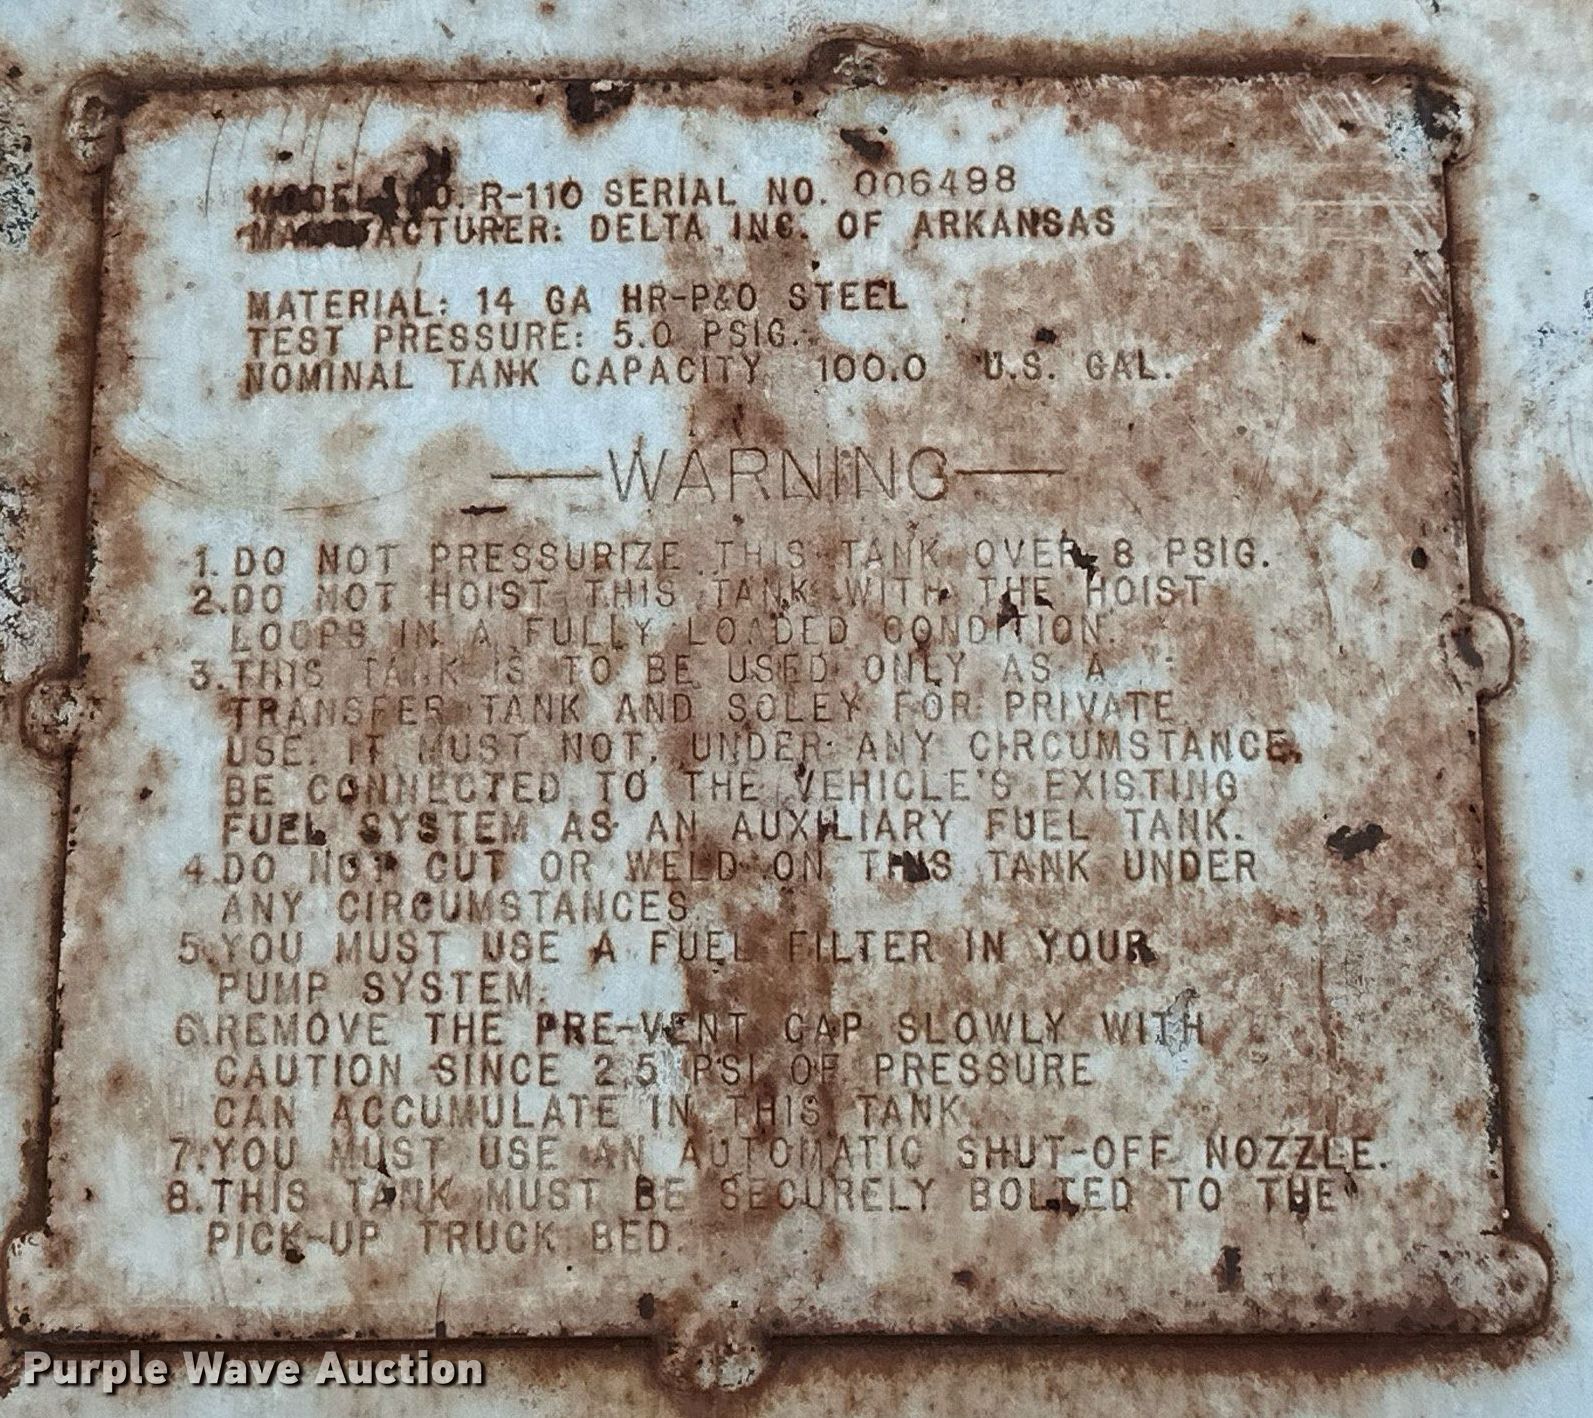 MODEL NO. R-110 SERIAL NO. 006498
MANUFACTURER: DELTA INC. OF ARKANSAS
MATERIAL: 14 GA HR-P&O STEEL
TEST PRESSURE: 5.0 PSIG.
NOMINAL TANK CAPACITY 100.0 U.S. GAL.
—WARNING—
1. DO NOT PRESSURIZE THIS TANK OVER 8 PSIG.
2. DO NOT HOIST THIS TANK WITH THE HOIST
LOOPS IN A FULLY LOADED CONDITION.
3. THIS TANK IS TO BE USED ONLY AS A
TRANSFER TANK AND SOLEY FOR PRIVATE
USE. IT MUST NOT, UNDER ANY CIRCUMSTANCE,
BE CONNECTED TO THE VEHICLE'S EXISTING
FUEL SYSTEM AS AN AUXILIARY FUEL TANK.
4. DO NOT CUT OR WELD ON THIS TANK UNDER
ANY CIRCUMSTANCES.
5. YOU MUST USE A FUEL FILTER IN YOUR
PUMP SYSTEM.
6. REMOVE THE PRE-VENT CAP SLOWLY WITH
CAUTION SINCE 2.5 PSI OF PRESSURE
CAN ACCUMULATE IN THIS TANK.
7. YOU MUST USE AN AUTOMATIC SHUT-OFF NOZZLE.
8. THIS TANK MUST BE SECURELY BOLTED TO THE
PICK-UP TRUCK BED.
Purple Wave Auction